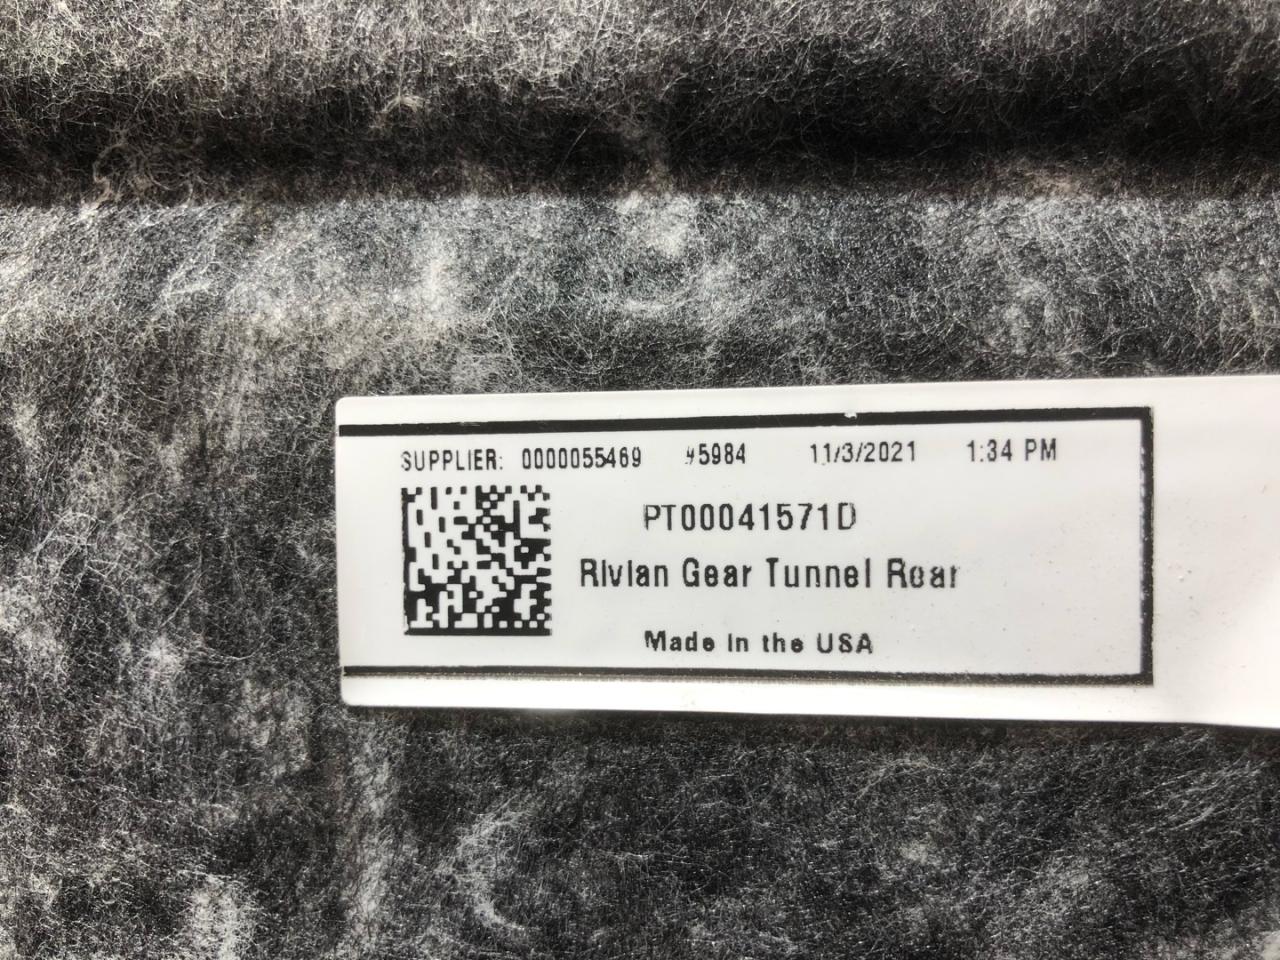 SUPPLIER: 0000055469 #5984 11/3/2021 1:34 PM
PT00041571D
Rivian Gear Tunnel Rear
Made in the USA